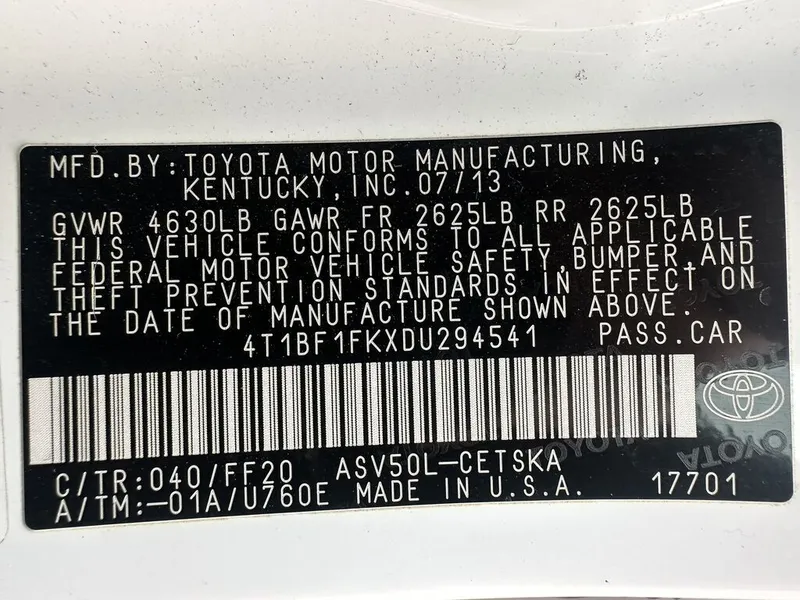 MFD.BY:TOYOTA MOTOR MANUFACTURING,
KENTUCKY,INC.07/13
GVWR 4630LB GAWR FR 2625LB RR 2625LB
THIS VEHICLE CONFORMS TO ALL APPLICABLE
FEDERAL MOTOR VEHICLE SAFETY,BUMPER,AND
THEFT PREVENTION STANDARDS IN EFFECT ON
THE DATE OF MANUFACTURE SHOWN ABOVE.
4T1BF1FKXDU294541 PASS.CAR
TOYOTA
C/TR:040/FF20 ASV50L-CETSKA
A/TM:-01A/U760E MADE IN U.S.A. 17701